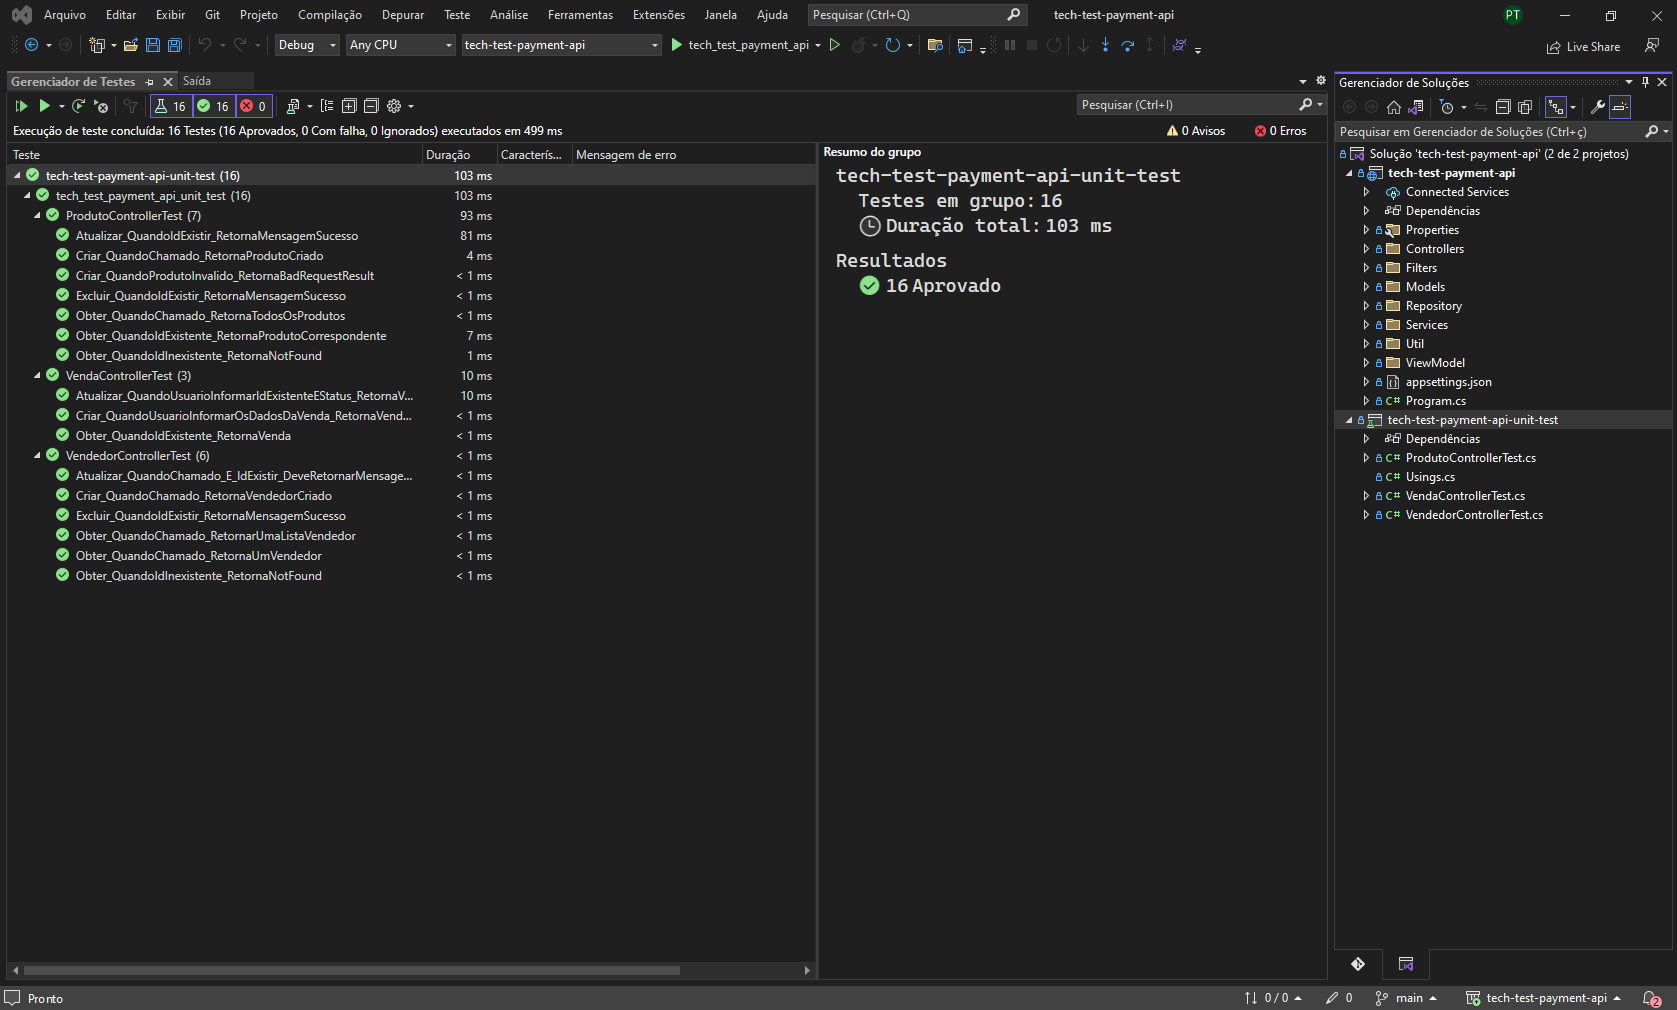 Arquivo Editar Exibir Git Projeto Compilação Depurar Teste Análise Ferramentas Extensões Janela Ajuda Pesquisar (Ctrl+Q) tech-test-payment-api PT
Debug Any CPU tech-test-payment-api tech_test_payment_api Live Share
Gerenciador de Testes Saída
16 16 0 Pesquisar (Ctrl+I)
Execução de teste concluída: 16 Testes (16 Aprovados, 0 Com falha, 0 Ignorados) executados em 499 ms 0 Avisos 0 Erros
Teste Duração Caracterís... Mensagem de erro
tech-test-payment-api-unit-test (16) 103 ms
tech_test_payment_api_unit_test (16) 103 ms
ProdutoControllerTest (7) 93 ms
Atualizar_QuandoIdExistir_RetornaMensagemSucesso 81 ms
Criar_QuandoChamado_RetornaProdutoCriado 4 ms
Criar_QuandoProdutoInvalido_RetornaBadRequestResult < 1 ms
Excluir_QuandoIdExistir_RetornaMensagemSucesso < 1 ms
Obter_QuandoChamado_RetornaTodosOsProdutos < 1 ms
Obter_QuandoIdExistente_RetornaProdutoCorrespondente 7 ms
Obter_QuandoIdInexistente_RetornaNotFound 1 ms
VendaControllerTest (3) 10 ms
Atualizar_QuandoUsuarioInformarIdExistenteEStatus_RetornaV... 10 ms
Criar_QuandoUsuarioInformarOsDadosDaVenda_RetornaVend... < 1 ms
Obter_QuandoIdExistente_RetornaVenda < 1 ms
VendedorControllerTest (6) < 1 ms
Atualizar_QuandoChamado_E_IdExistir_DeveRetornarMensage... < 1 ms
Criar_QuandoChamado_RetornaVendedorCriado < 1 ms
Excluir_QuandoIdExistir_RetornaMensagemSucesso < 1 ms
Obter_QuandoChamado_RetornarUmaListaVendedor < 1 ms
Obter_QuandoChamado_RetornaUmVendedor < 1 ms
Obter_QuandoIdInexistente_RetornaNotFound < 1 ms
Resumo do grupo
tech-test-payment-api-unit-test
Testes em grupo: 16
Duração total: 103 ms
Resultados
16 Aprovado
Gerenciador de Soluções
Pesquisar em Gerenciador de Soluções (Ctrl+ç)
Solução 'tech-test-payment-api' (2 de 2 projetos)
tech-test-payment-api
Connected Services
Dependências
Properties
Controllers
Filters
Models
Repository
Services
Util
ViewModel
appsettings.json
C# Program.cs
tech-test-payment-api-unit-test
Dependências
C# ProdutoControllerTest.cs
C# Usings.cs
C# VendaControllerTest.cs
C# VendedorControllerTest.cs
Pronto 0 / 0 0 main tech-test-payment-api 2